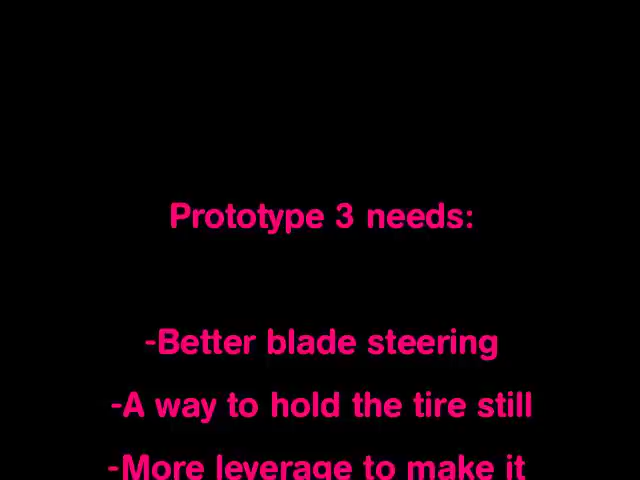 Prototype 3 needs:
-Better blade steering
-A way to hold the tire still
-More leverage to make it